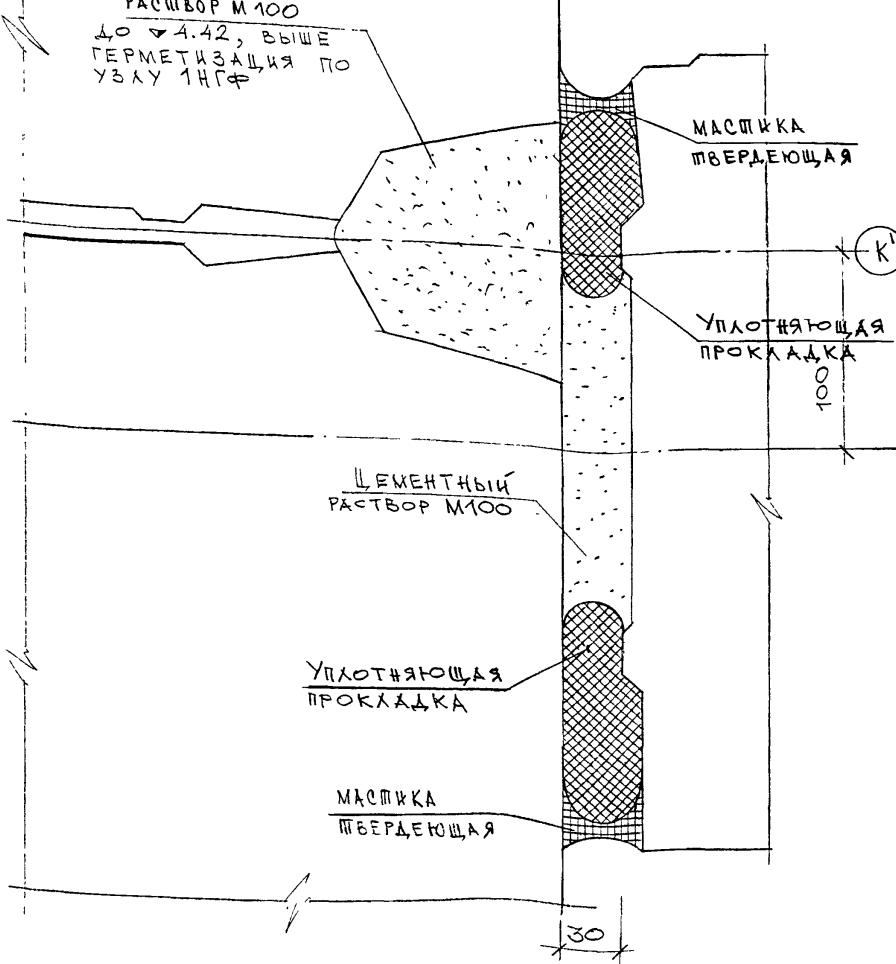 РАСТВОР М100
ДО 4.42, ВЫШЕ
ГЕРМЕТИЗАЦИЯ ПО
УЗЛУ 1НГФ
МАСТИКА
ТВЕРДЕЮЩАЯ
К'
УПЛОТНЯЮЩАЯ
ПРОКЛАДКА
100
ЦЕМЕНТНЫЙ
РАСТВОР М100
УПЛОТНЯЮЩАЯ
ПРОКЛАДКА
МАСТИКА
ТВЕРДЕЮЩАЯ
30